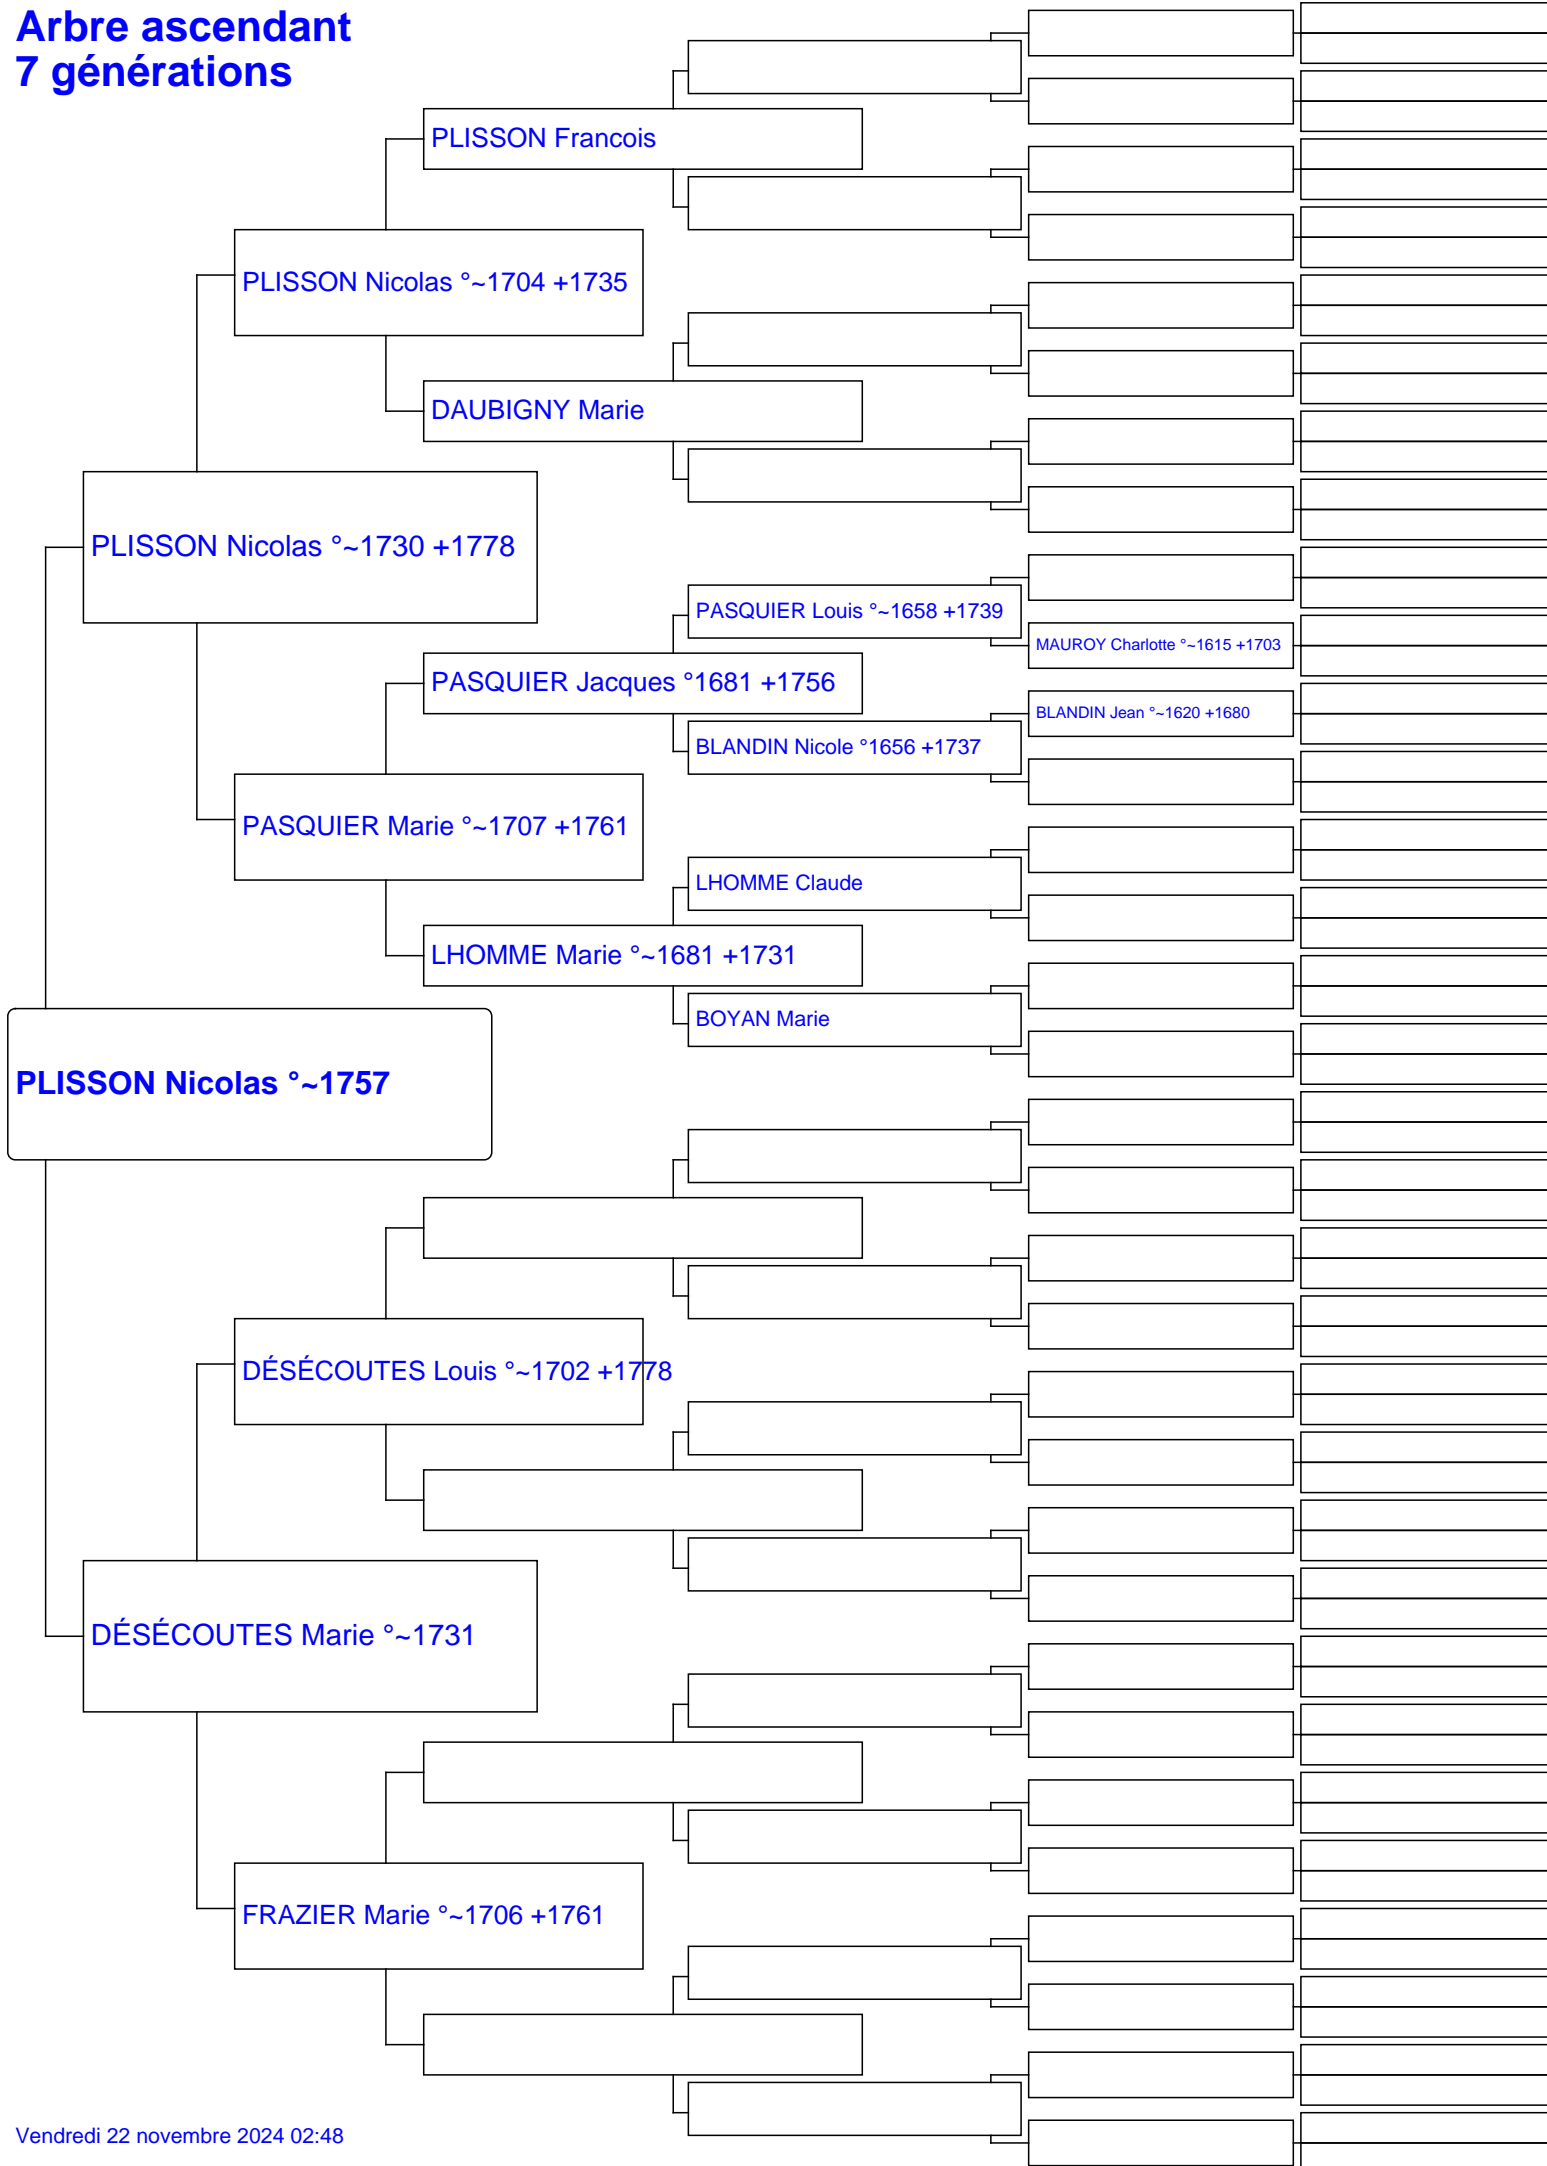 Arbre ascendant
7 générations
PLISSON Francois
PLISSON Nicolas °~1704 +1735
DAUBIGNY Marie
PLISSON Nicolas °~1730 +1778
PASQUIER Louis °~1658 +1739
MAUROY Charlotte °~1615 +1703
PASQUIER Jacques °1681 +1756
BLANDIN Jean °~1620 +1680
BLANDIN Nicole °1656 +1737
PASQUIER Marie °~1707 +1761
LHOMME Claude
LHOMME Marie °~1681 +1731
BOYAN Marie
PLISSON Nicolas °~1757
DÉSÉCOUTES Louis °~1702 +1778
DÉSÉCOUTES Marie °~1731
FRAZIER Marie °~1706 +1761
Vendredi 22 novembre 2024 02:48